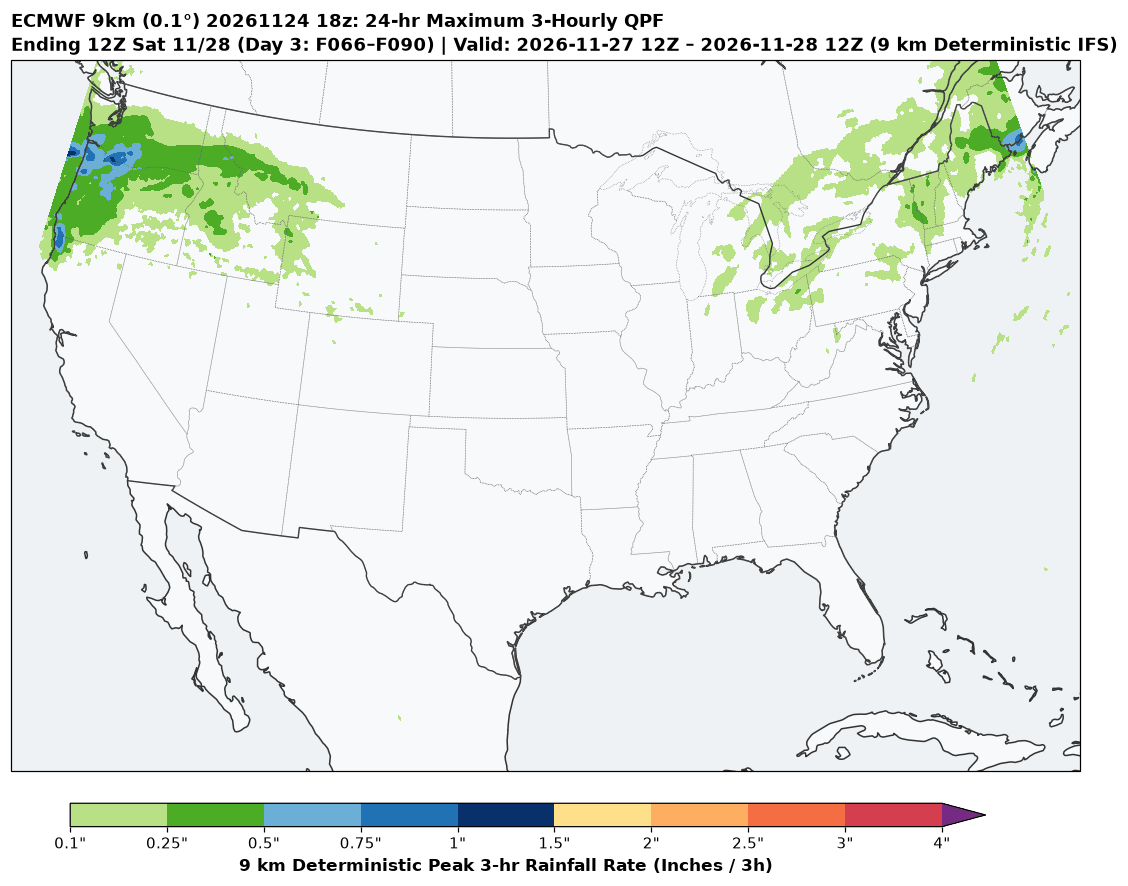 ECMWF 9km (0.1°) 20261124 18z: 24-hr Maximum 3-Hourly QPF
Ending 12Z Sat 11/28 (Day 3: F066–F090) | Valid: 2026-11-27 12Z – 2026-11-28 12Z (9 km Deterministic IFS)
0.1" 0.25" 0.5" 0.75" 1" 1.5" 2" 2.5" 3" 4"
9 km Deterministic Peak 3-hr Rainfall Rate (Inches / 3h)